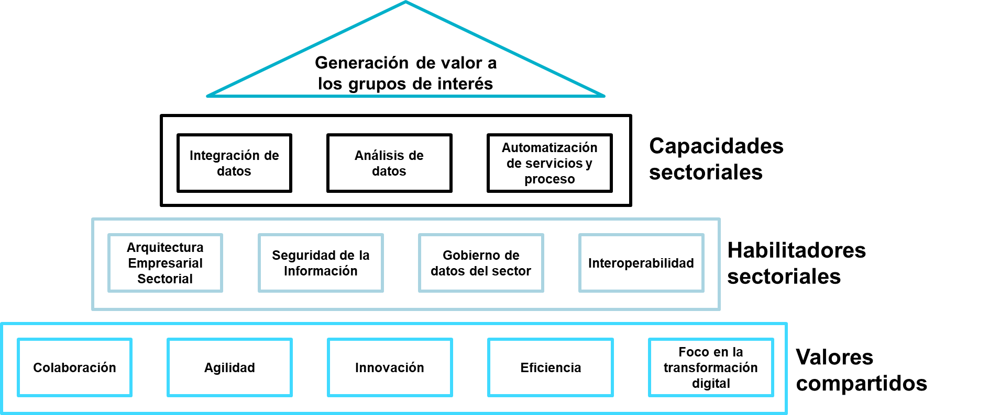 Generación de valor a
los grupos de interés
Integración de
datos
Análisis de
datos
Automatización
de servicios y
proceso
Capacidades
sectoriales
Arquitectura
Empresarial
Sectorial
Seguridad de la
Información
Gobierno de
datos del sector
Interoperabilidad
Habilitadores
sectoriales
Colaboración
Agilidad
Innovación
Eficiencia
Foco en la
transformación
digital
Valores
compartidos